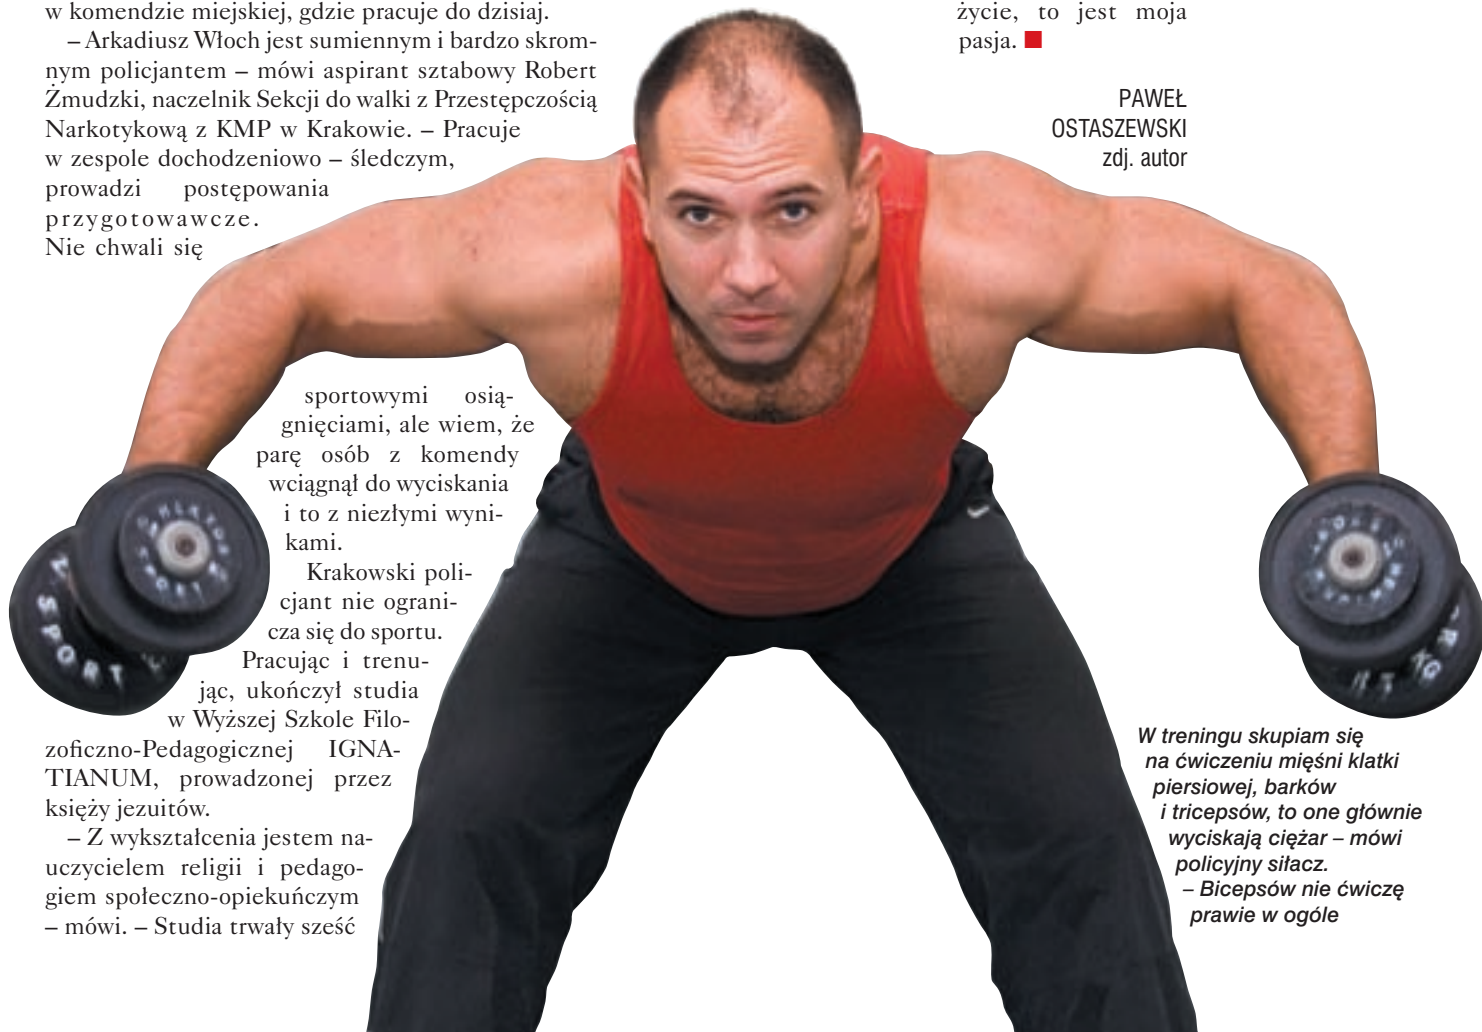 w komendzie miejskiej, gdzie pracuje do dzisiaj.
– Arkadiusz Włoch jest sumiennym i bardzo skrom-
nym policjantem – mówi aspirant sztabowy Robert
Żmudzki, naczelnik Sekcji do walki z Przestępczością
Narkotykową z KMP w Krakowie. – Pracuje
w zespole dochodzeniowo – śledczym,
prowadzi postępowania
przygotowawcze.
Nie chwali się
sportowymi osią-
gnięciami, ale wiem, że
parę osób z komendy
wciągnął do wyciskania
i to z niezłymi wyni-
kami.
Krakowski poli-
cjant nie ograni-
cza się do sportu.
Pracując i trenu-
jąc, ukończył studia
w Wyższej Szkole Filo-
zoficzno-Pedagogicznej IGNA-
TIANUM, prowadzonej przez
księży jezuitów.
– Z wykształcenia jestem na-
uczycielem religii i pedago-
giem społeczno-opiekuńczym
– mówi. – Studia trwały sześć
życie, to jest moja
pasja.
PAWEŁ
OSTASZEWSKI
zdj. autor
W treningu skupiam się
na ćwiczeniu mięśni klatki
piersiowej, barków
i tricepsów, to one głównie
wyciskają ciężar – mówi
policyjny siłacz.
– Bicepsów nie ćwiczę
prawie w ogóle
SPORT
SPORT
KG